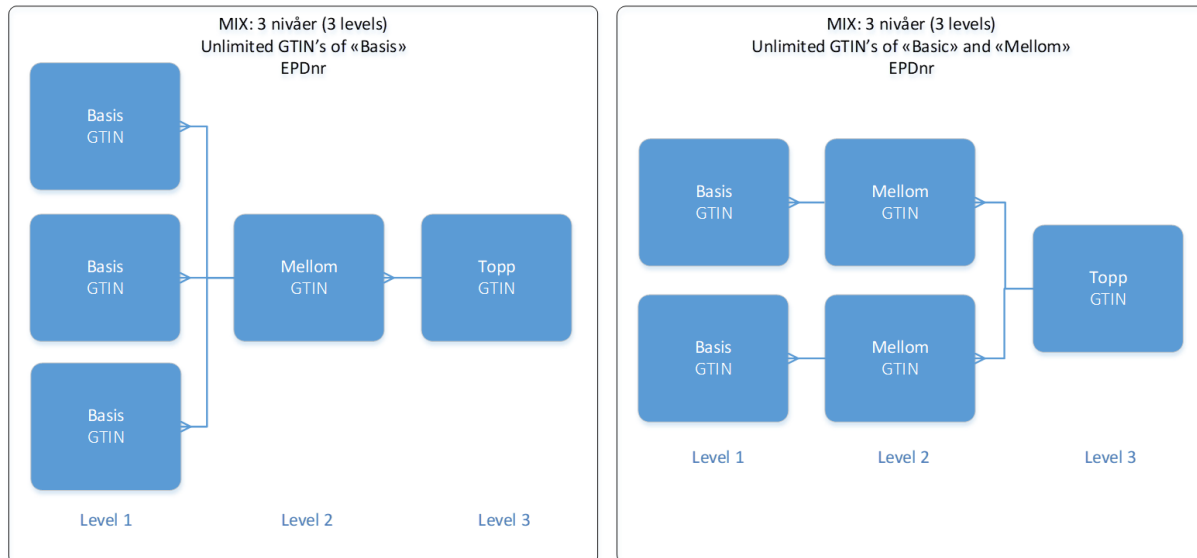 MIX: 3 nivåer (3 levels)
Unlimited GTIN's of «Basis»
EPDnr
Basis
GTIN
Basis
GTIN
Mellom
GTIN
Topp
GTIN
Basis
GTIN
Level 1
Level 2
Level 3
MIX: 3 nivåer (3 levels)
Unlimited GTIN's of «Basic» and «Mellom»
EPDnr
Basis
GTIN
Mellom
GTIN
Topp
GTIN
Basis
GTIN
Mellom
GTIN
Level 1
Level 2
Level 3